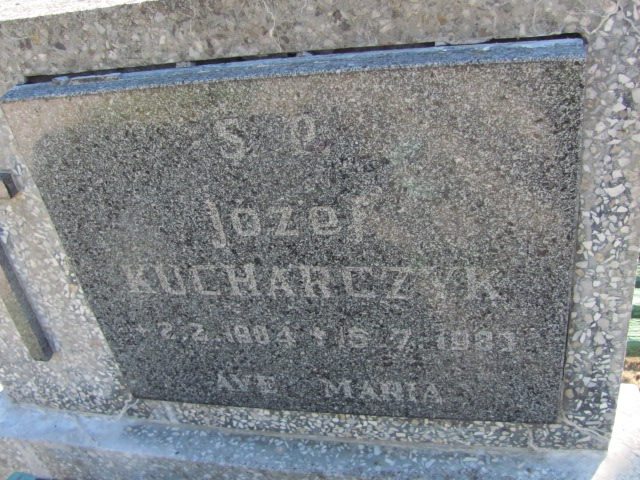 S P
józef
KUCHARCZYK
* 2.2.1904 + 15.7.1983
AVE MARIA